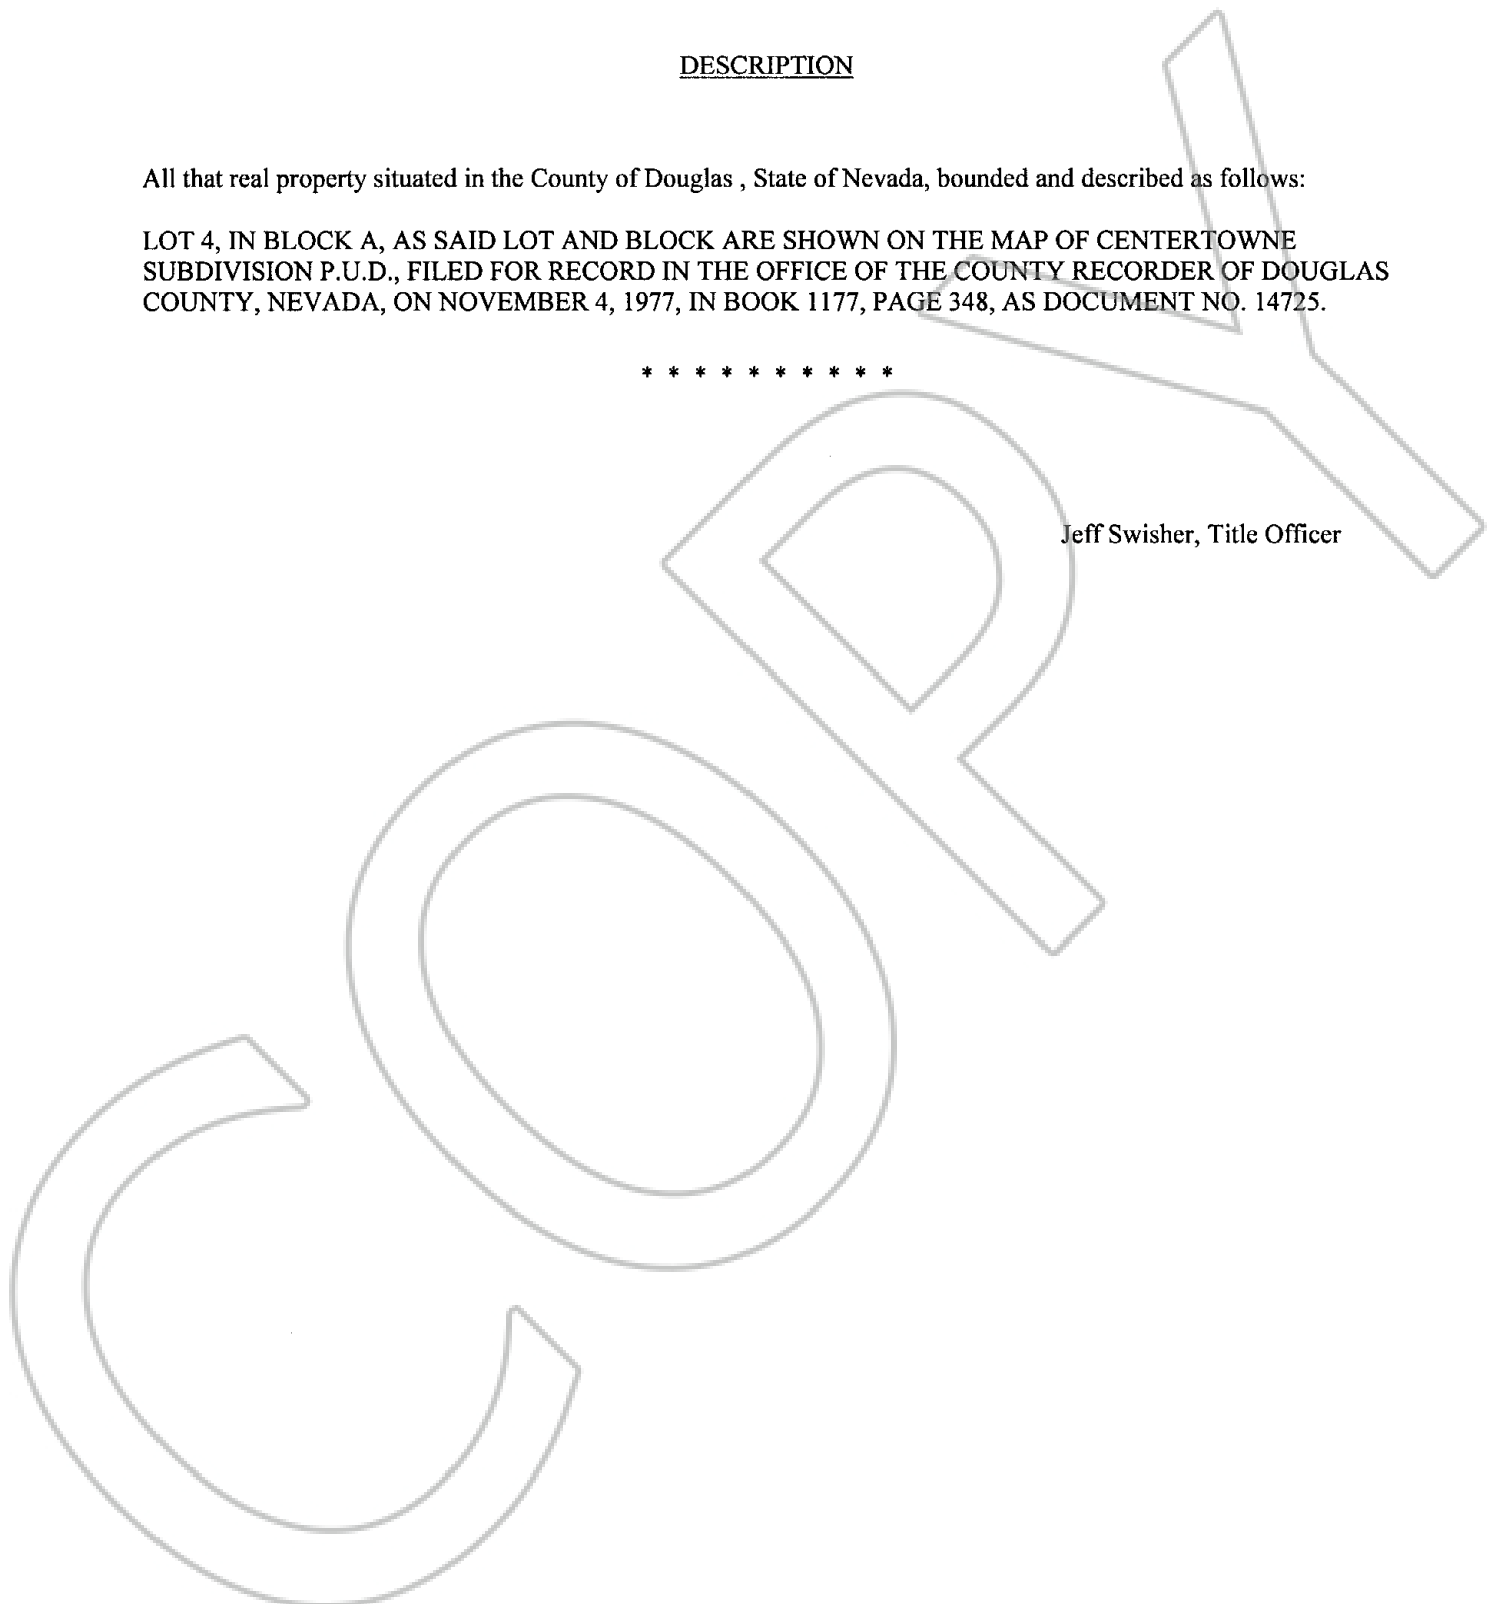 DESCRIPTION
All that real property situated in the County of Douglas , State of Nevada, bounded and described as follows:
LOT 4, IN BLOCK A, AS SAID LOT AND BLOCK ARE SHOWN ON THE MAP OF CENTERTOWNE
SUBDIVISION P.U.D., FILED FOR RECORD IN THE OFFICE OF THE COUNTY RECORDER OF DOUGLAS
COUNTY, NEVADA, ON NOVEMBER 4, 1977, IN BOOK 1177, PAGE 348, AS DOCUMENT NO. 14725.
* * * * * * * * * *
Jeff Swisher, Title Officer
COPY